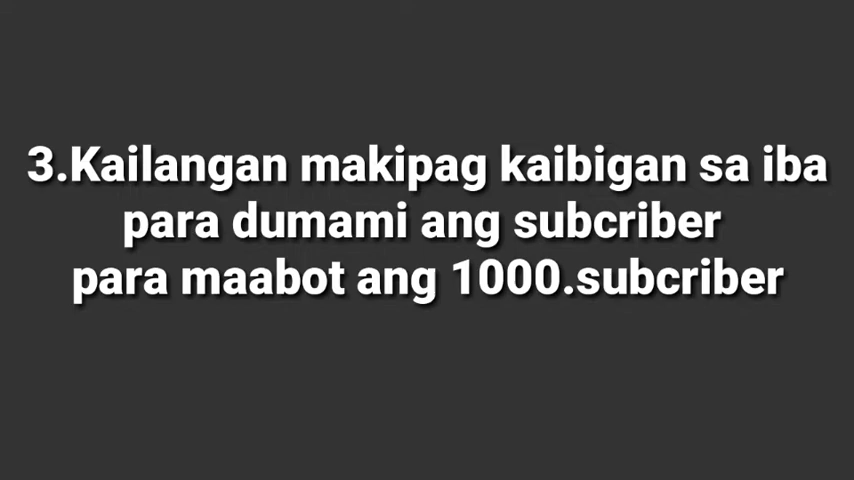 3.Kailangan makipag kaibigan sa iba
para dumami ang subcriber
para maabot ang 1000.subcriber